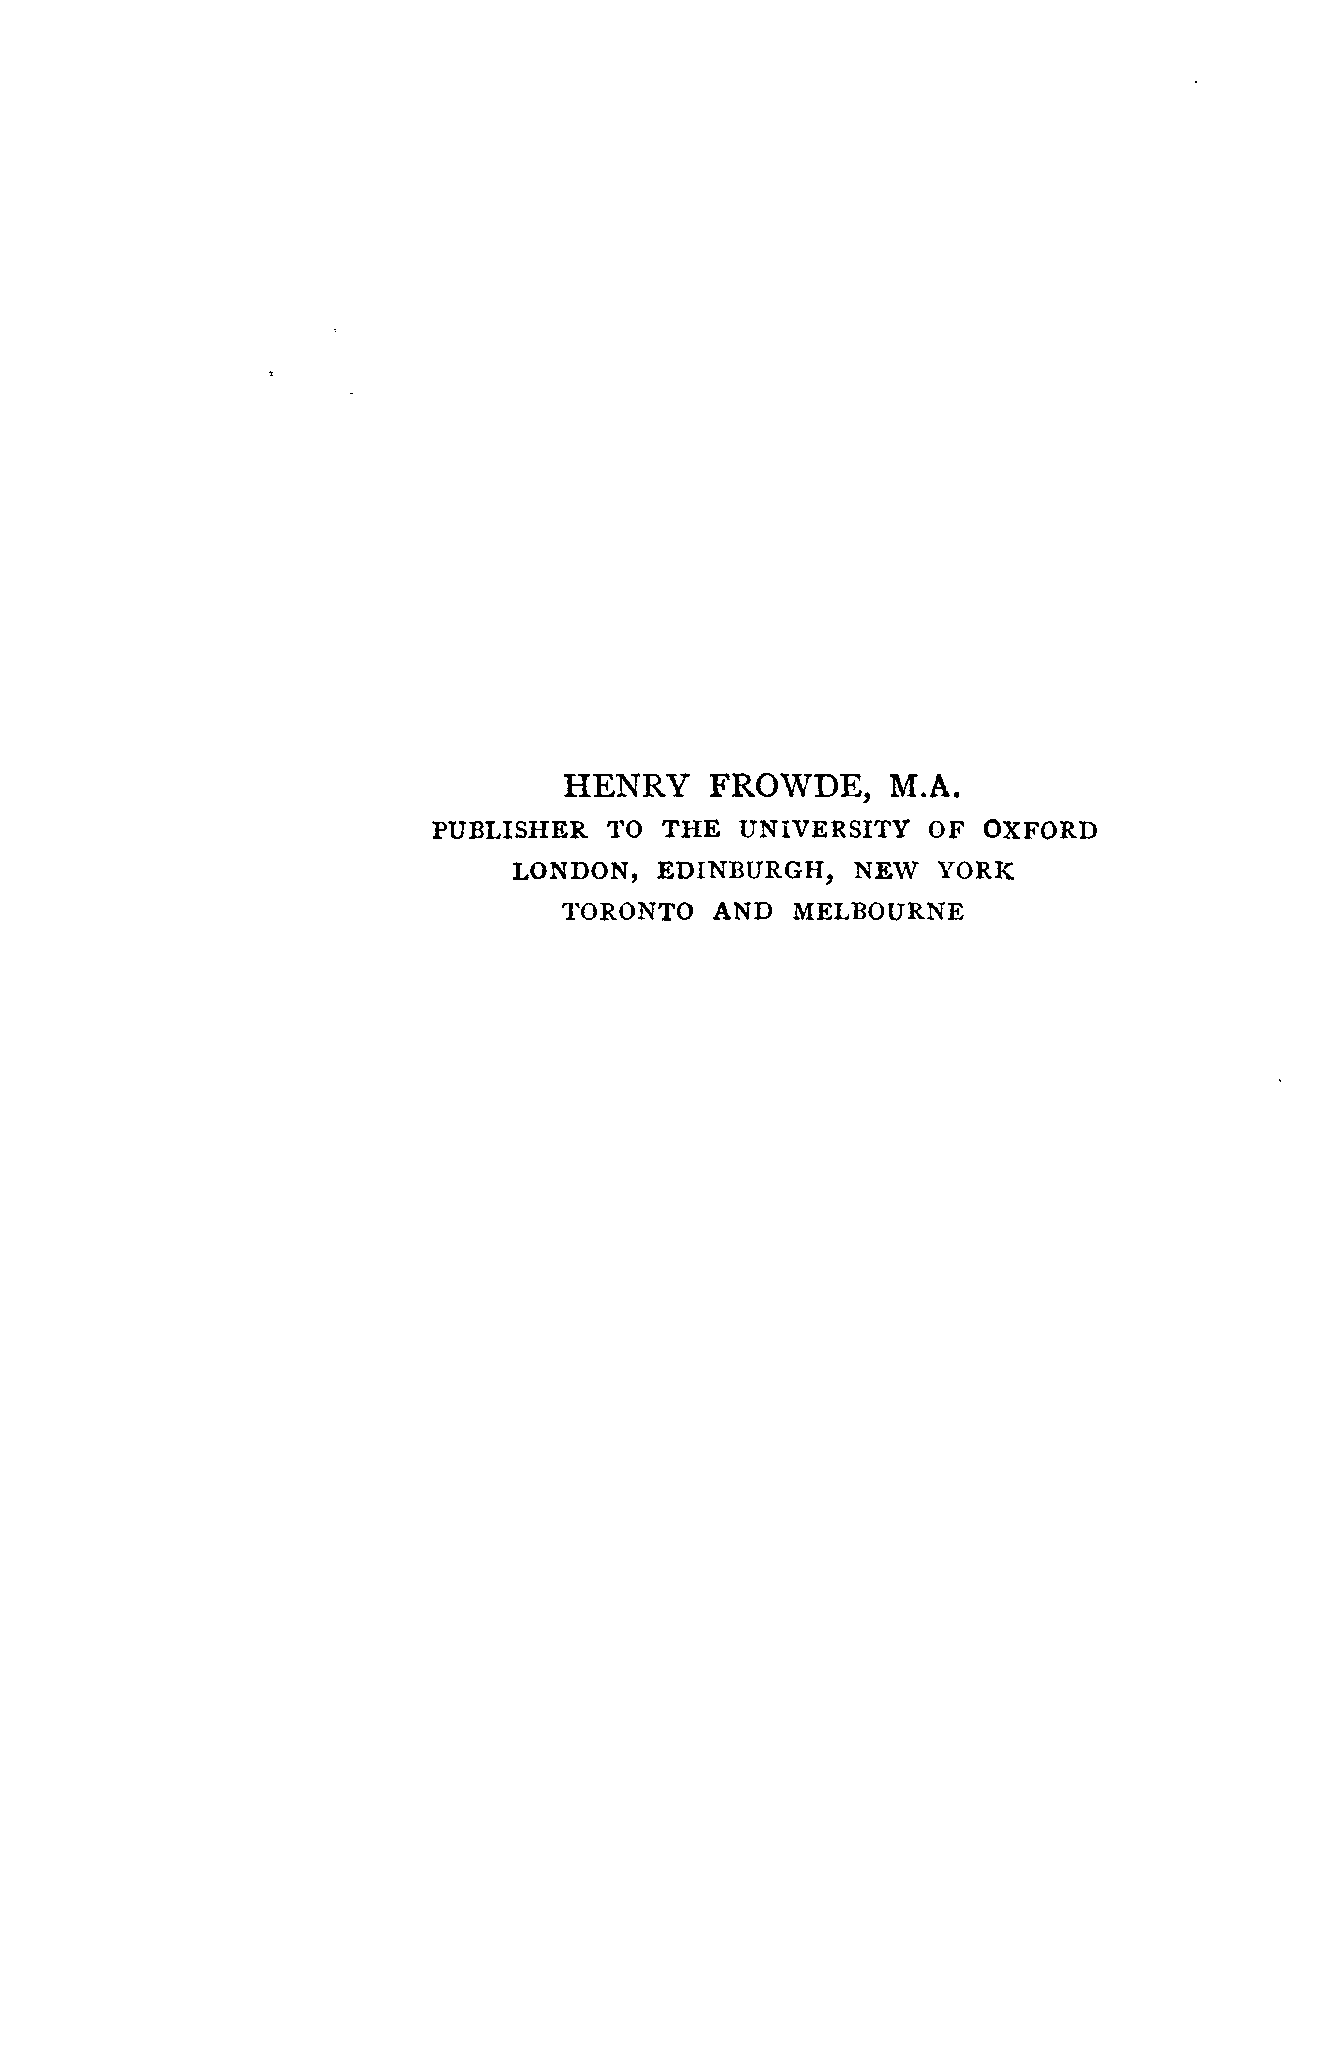 HENRY FROWDE, M.A.
PUBLISHER TO THE UNIVERSITY OF OXFORD
LONDON, EDINBURGH, NEW YORK
TORONTO AND MELBOURNE